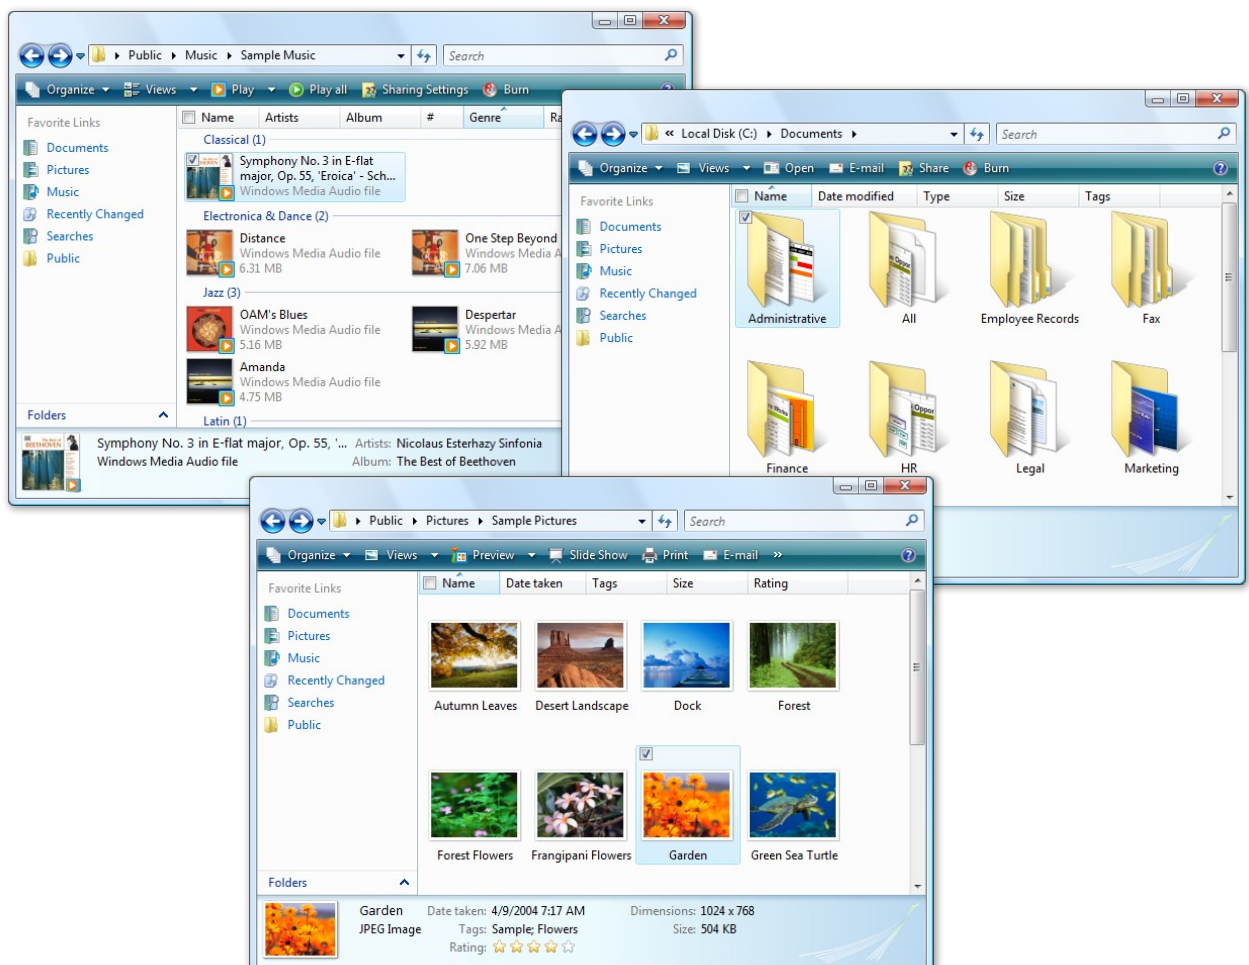 Public ▸ Music ▸ Sample Music
Search
Organize Views Play Play all Sharing Settings Burn
Favorite Links
Documents
Pictures
Music
Recently Changed
Searches
Public
Folders
Name Artists Album # Genre Ra
Classical (1)
Symphony No. 3 in E-flat
major, Op. 55, 'Eroica' - Sch...
Windows Media Audio file
Electronica & Dance (2)
Distance
Windows Media Audio file
6.31 MB
One Step Beyond
Windows Media A
7.06 MB
Jazz (3)
OAM's Blues
Windows Media Audio file
5.16 MB
Despertar
Windows Media A
5.92 MB
Amanda
Windows Media Audio file
4.75 MB
Latin (1)
BEETHOVEN
Symphony No. 3 in E-flat major, Op. 55, '... Artists: Nicolaus Esterhazy Sinfonia
Windows Media Audio file Album: The Best of Beethoven
« Local Disk (C:) ▸ Documents ▸
Search
Organize Views Open E-mail Share Burn
Favorite Links
Documents
Pictures
Music
Recently Changed
Searches
Public
Name Date modified Type Size Tags
Administrative All Employee Records Fax
Finance HR Legal Marketing
Public ▸ Pictures ▸ Sample Pictures
Search
Organize Views Preview Slide Show Print E-mail »
Favorite Links
Documents
Pictures
Music
Recently Changed
Searches
Public
Folders
Name Date taken Tags Size Rating
Autumn Leaves Desert Landscape Dock Forest
Forest Flowers Frangipani Flowers Garden Green Sea Turtle
Garden Date taken: 4/9/2004 7:17 AM Dimensions: 1024 x 768
JPEG Image Tags: Sample; Flowers Size: 504 KB
Rating: